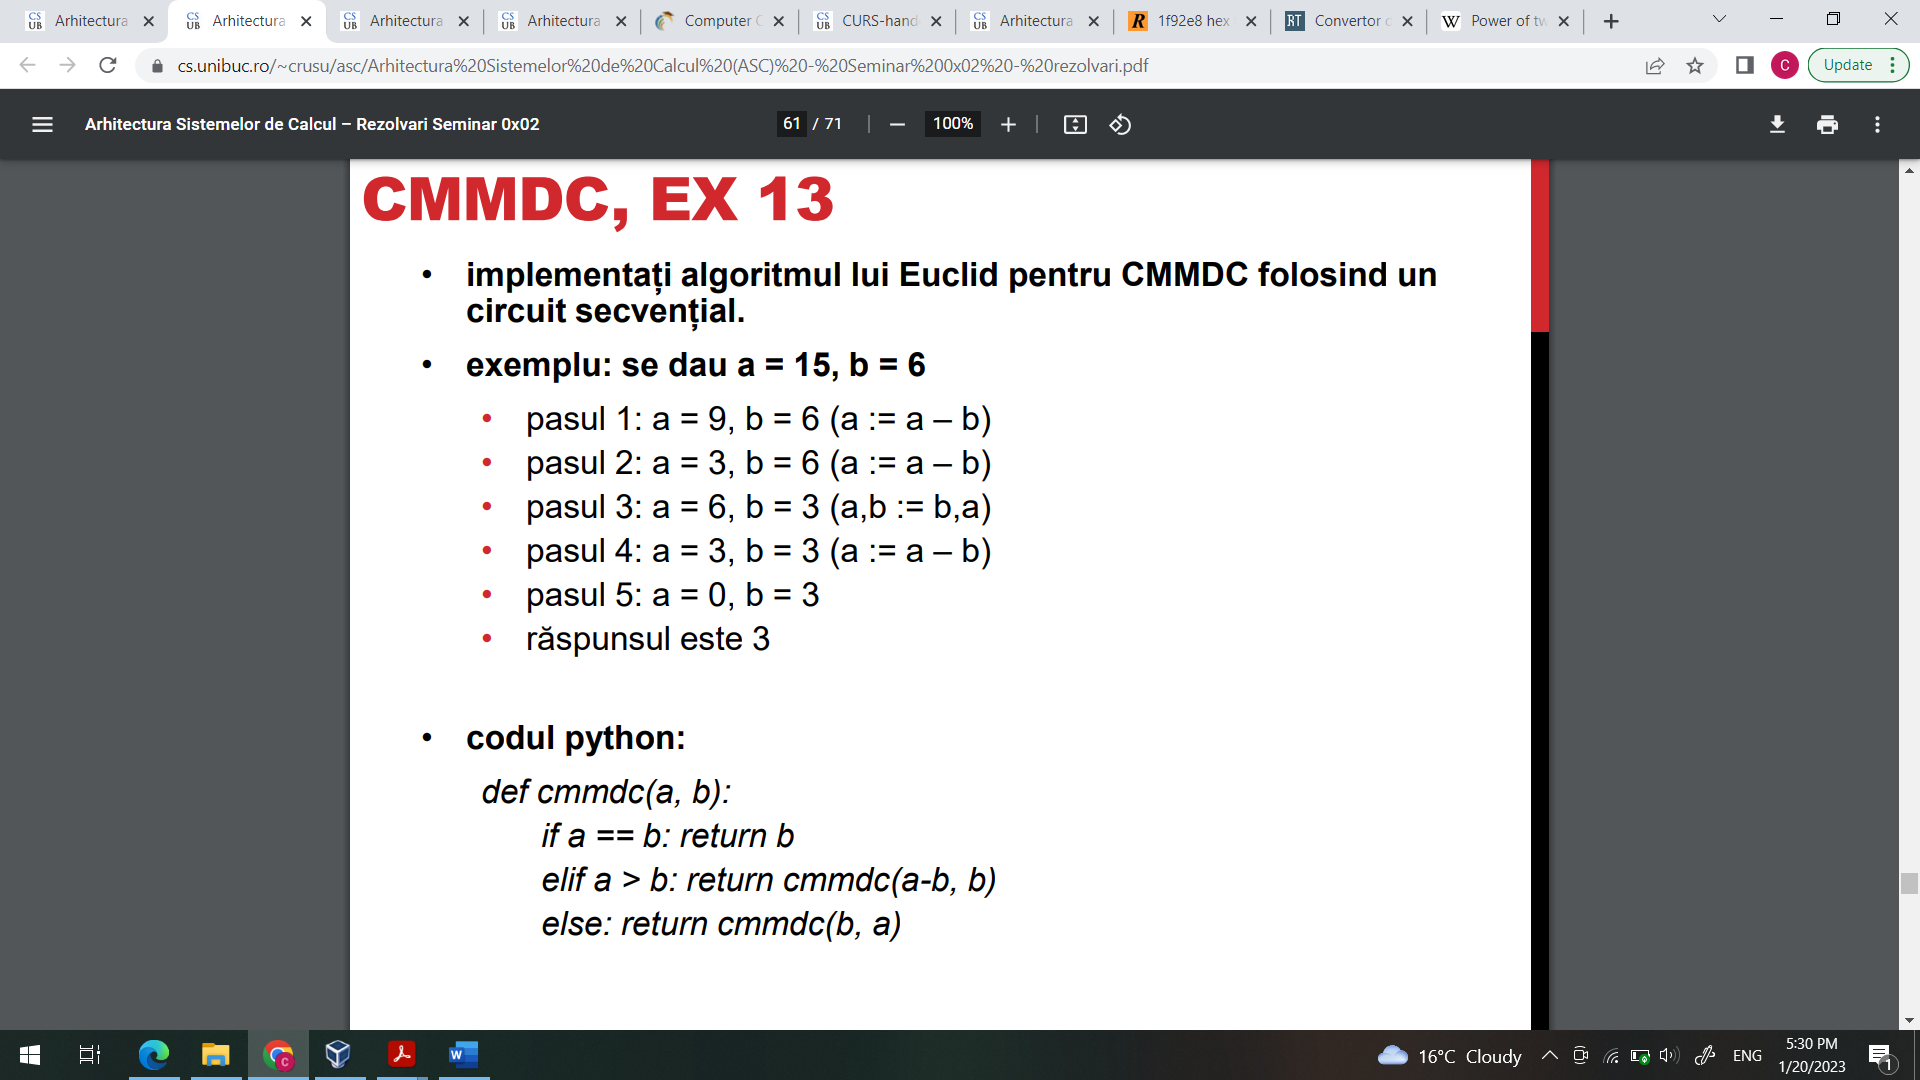 Arhitectura
Arhitectura
Arhitectura
Arhitectura
Computer
CURS-hand
Arhitectura
1f92e8 hex
Convertor
Power of tw
cs.unibuc.ro/~crusu/asc/Arhitectura%20Sistemelor%20de%20Calcul%20(ASC)%20-%20Seminar%200x02%20-%20rezolvari.pdf
C
Update
Arhitectura Sistemelor de Calcul – Rezolvari Seminar 0x02
61 / 71
100%
CMMDC, EX 13
• implementați algoritmul lui Euclid pentru CMMDC folosind un
circuit secvențial.
• exemplu: se dau a = 15, b = 6
• pasul 1: a = 9, b = 6 (a := a – b)
• pasul 2: a = 3, b = 6 (a := a – b)
• pasul 3: a = 6, b = 3 (a,b := b,a)
• pasul 4: a = 3, b = 3 (a := a – b)
• pasul 5: a = 0, b = 3
• răspunsul este 3
• codul python:
def cmmdc(a, b):
if a == b: return b
elif a > b: return cmmdc(a-b, b)
else: return cmmdc(b, a)
16°C Cloudy
ENG
5:30 PM
1/20/2023
1